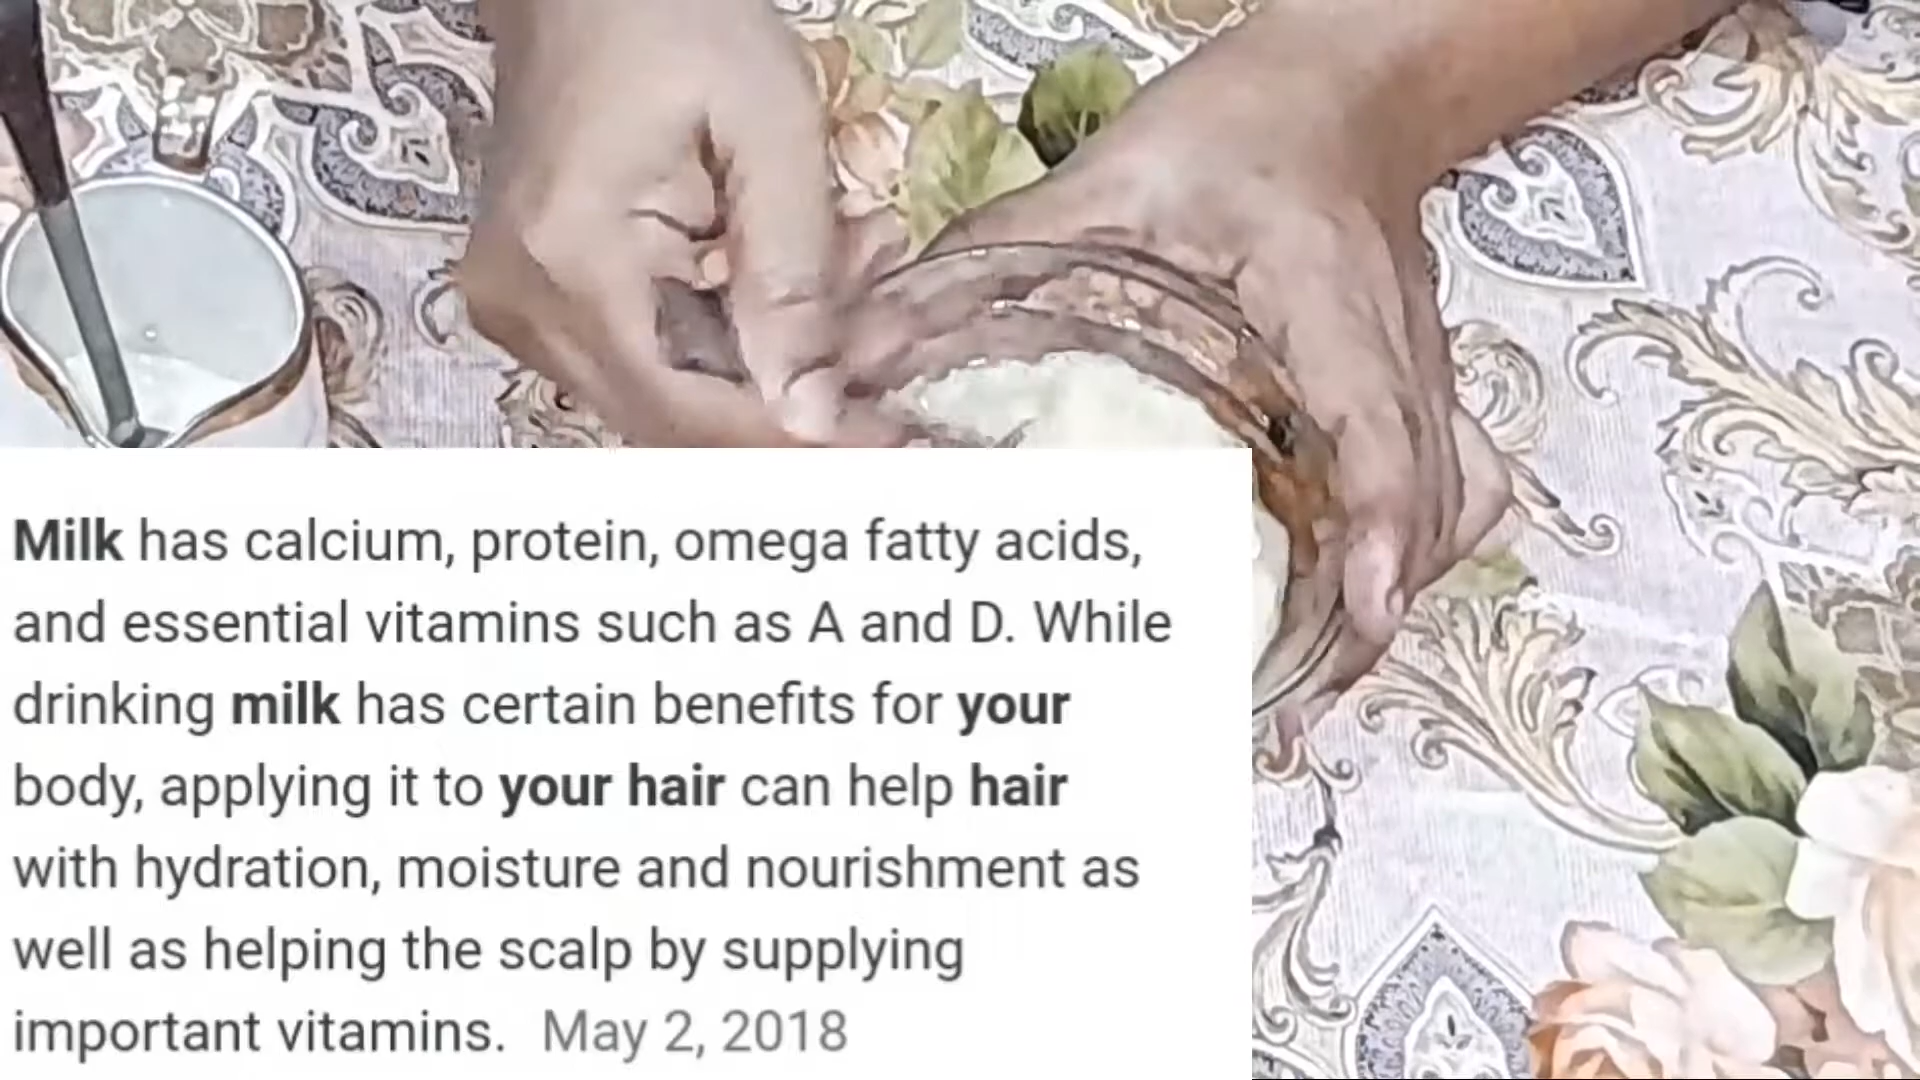 Milk has calcium, protein, omega fatty acids,
and essential vitamins such as A and D. While
drinking milk has certain benefits for your
body, applying it to your hair can help hair
with hydration, moisture and nourishment as
well as helping the scalp by supplying
important vitamins. May 2, 2018